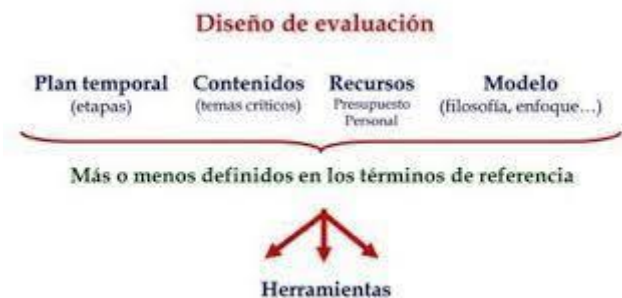 Diseño de evaluación
Plan temporal Contenidos Recursos Modelo
(etapas) (temas críticos) Presupuesto (filosofía, enfoque...)
Personal
Más o menos definidos en los términos de referencia
Herramientas